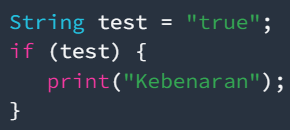 String test = "true";
if (test) {
   print("Kebenaran");
}